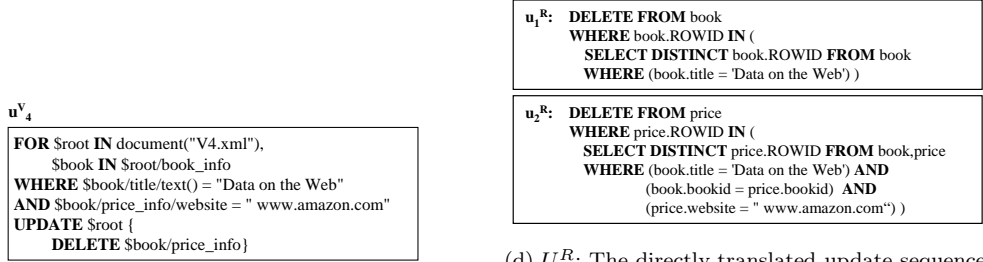 u^V_4
FOR $root IN document("V4.xml"),
$book IN $root/book_info
WHERE $book/title/text() = "Data on the Web"
AND $book/price_info/website = " www.amazon.com"
UPDATE $root {
DELETE $book/price_info}
u_1^R: DELETE FROM book
WHERE book.ROWID IN (
SELECT DISTINCT book.ROWID FROM book
WHERE (book.title = 'Data on the Web') )
u_2^R: DELETE FROM price
WHERE price.ROWID IN (
SELECT DISTINCT price.ROWID FROM book,price
WHERE (book.title = 'Data on the Web') AND
(book.bookid = price.bookid) AND
(price.website = " www.amazon.com“) )
(d) U^R: The directly translated update sequence